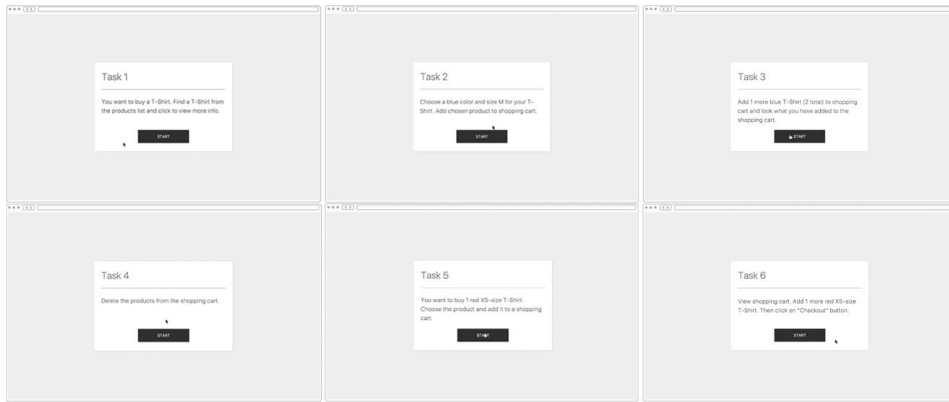 Task 1
You want to buy a T-Shirt. Find a T-Shirt from
the products list and click to view more info.
START
Task 2
Choose a blue color and size M for your T-
Shirt. Add chosen product to shopping cart.
START
Task 3
Add 1 more blue T-Shirt (2 total) to shopping
cart and look what you have added to the
shopping cart.
START
Task 4
Delete the products from the shopping cart.
START
Task 5
You want to buy 1 red XS-size T-Shirt.
Choose the product and add it to a shopping
cart.
START
Task 6
View shopping cart. Add 1 more red XS-size
T-Shirt. Then click on "Checkout" button.
START